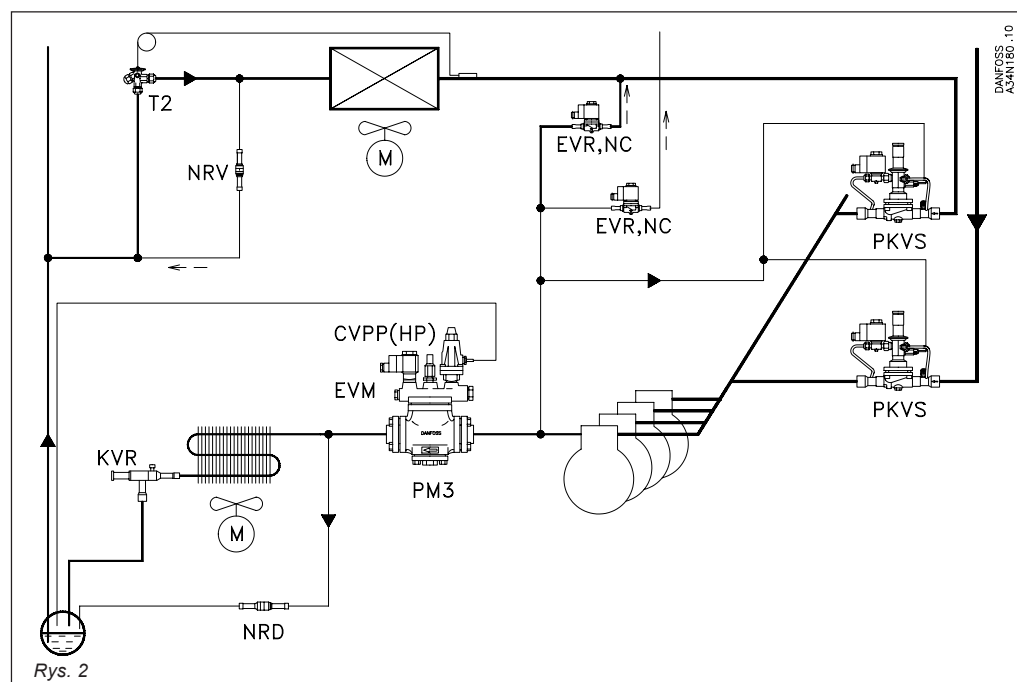 DANFOSS
A34N180 .10
T2
M
NRV
EVR,NC
EVR,NC
PKVS
CVPP(HP)
EVM
PKVS
DANFOSS
KVR
PM3
M
NRD
Rys. 2